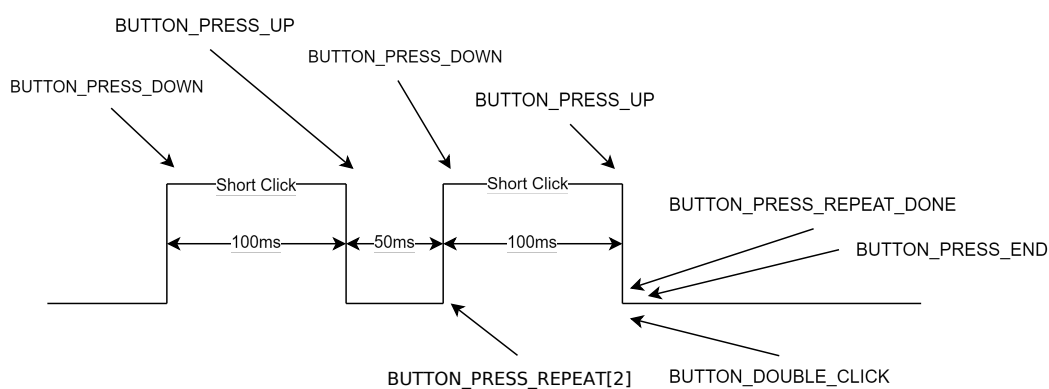 BUTTON_PRESS_UP
BUTTON_PRESS_DOWN
BUTTON_PRESS_DOWN
BUTTON_PRESS_UP
Short Click
Short Click
BUTTON_PRESS_REPEAT_DONE
100ms
50ms
100ms
BUTTON_PRESS_END
BUTTON_PRESS_REPEAT[2]
BUTTON_DOUBLE_CLICK